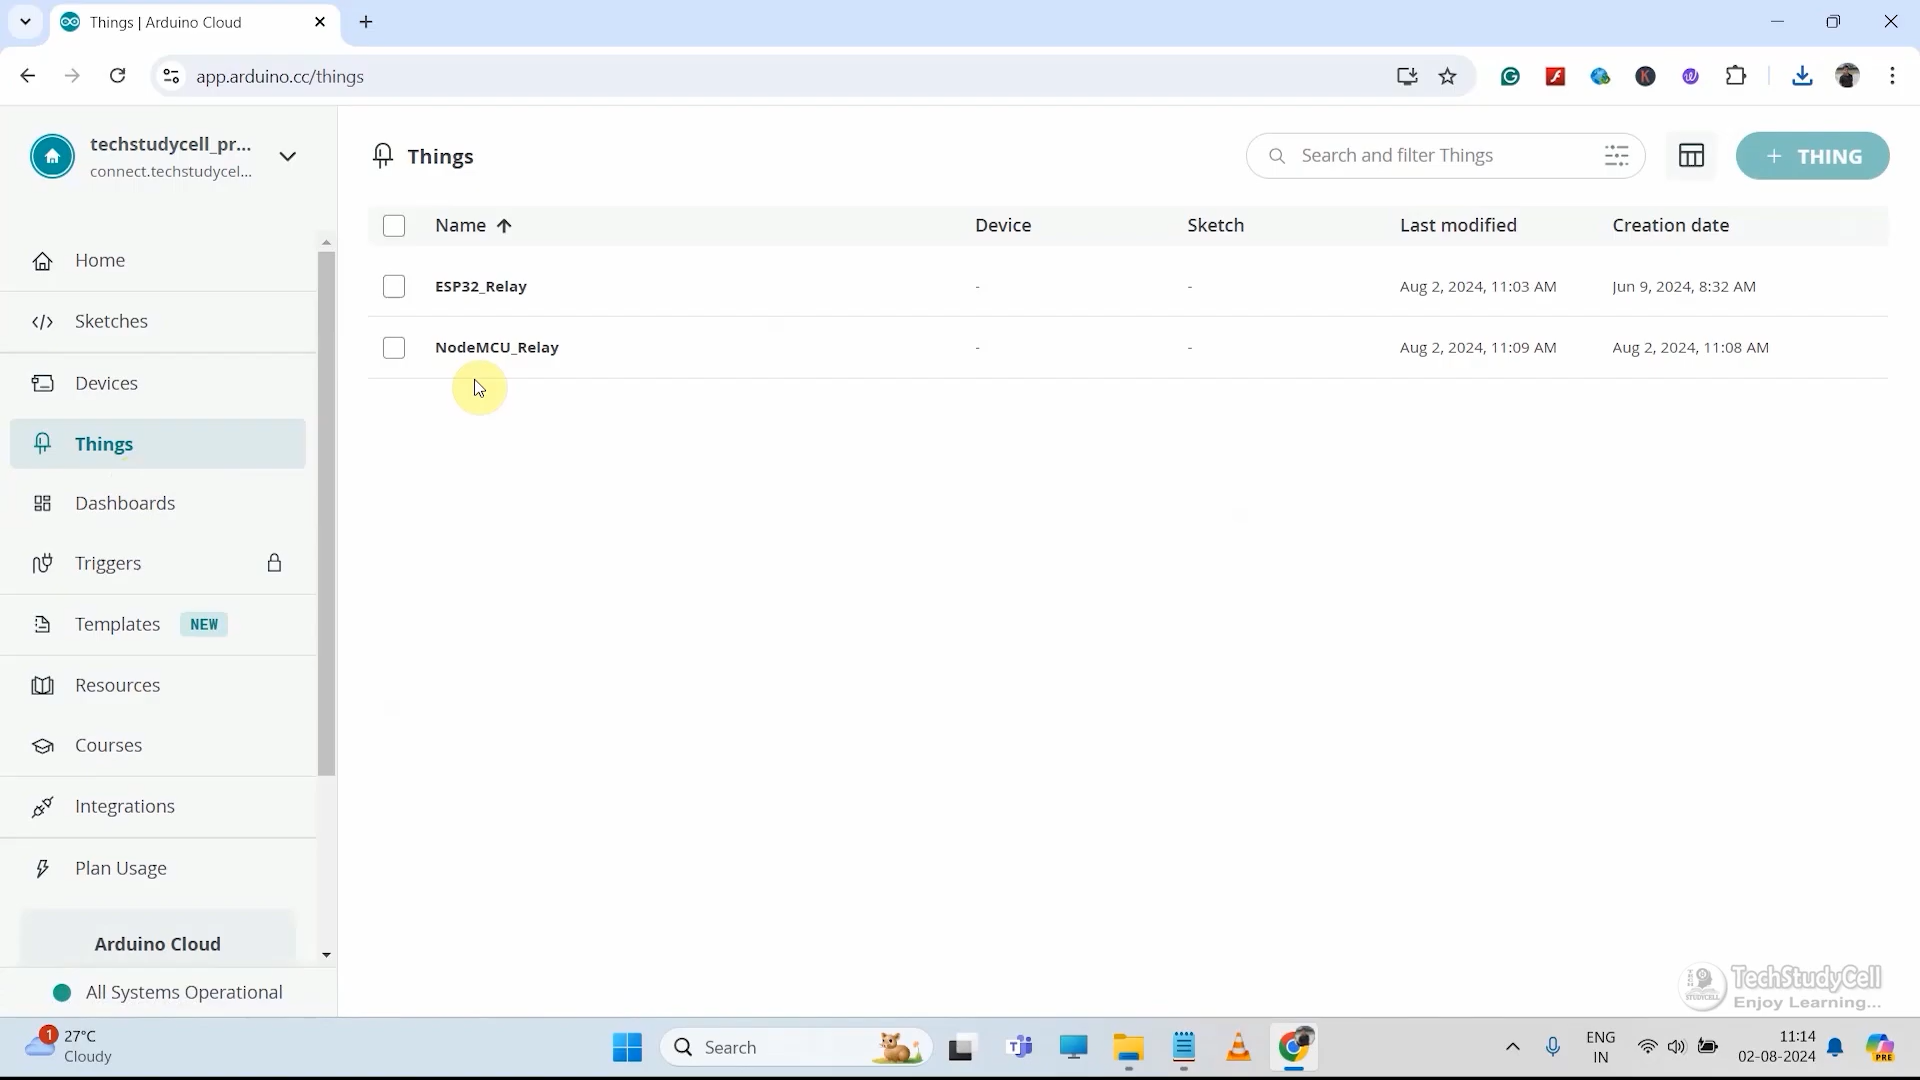 Things | Arduino Cloud
app.arduino.cc/things
techstudycell_pr...
connect.techstudycel...
Things
Search and filter Things
+ THING
Name Device Sketch Last modified Creation date
ESP32_Relay - - Aug 2, 2024, 11:03 AM Jun 9, 2024, 8:32 AM
NodeMCU_Relay - - Aug 2, 2024, 11:09 AM Aug 2, 2024, 11:08 AM
Home
Sketches
Devices
Things
Dashboards
Triggers
Templates NEW
Resources
Courses
Integrations
Plan Usage
Arduino Cloud
All Systems Operational
TechStudyCell
Enjoy Learning...
1
27°C
Cloudy
Search
ENG
IN
11:14
02-08-2024
PRE